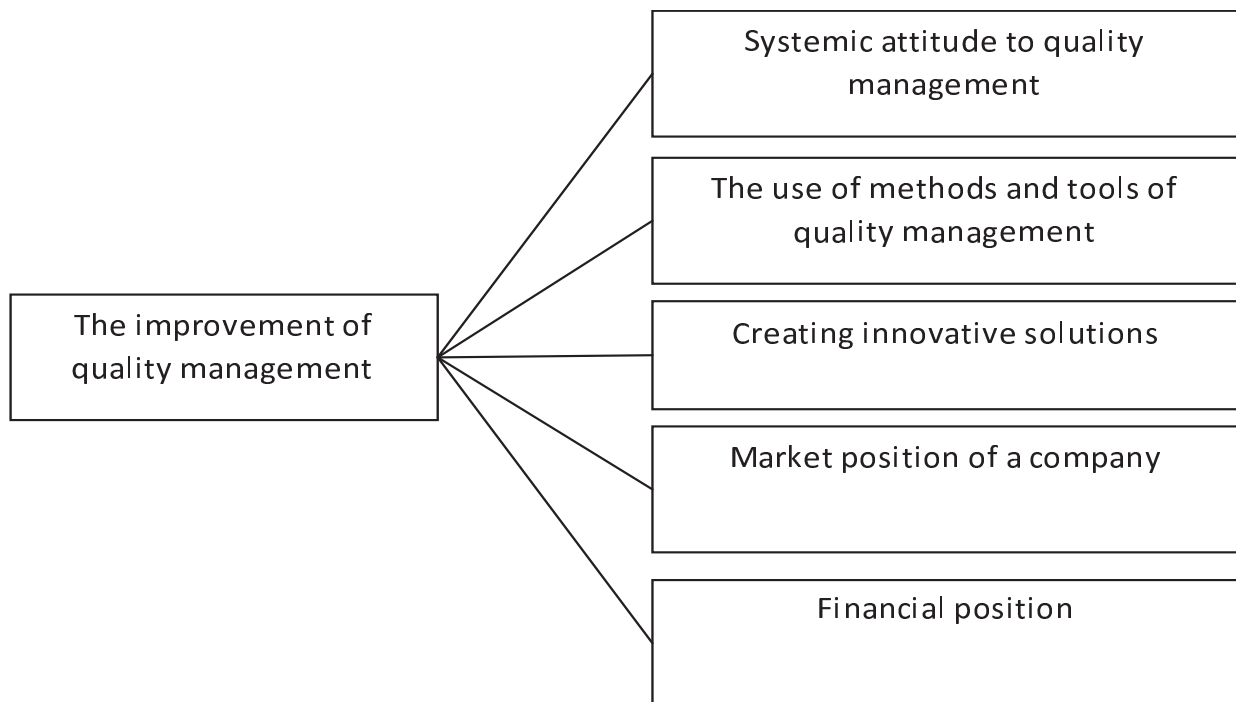 Systemic attitude to quality
management
The use of methods and tools of
quality management
The improvement of
quality management
Creating innovative solutions
Market position of a company
Financial position